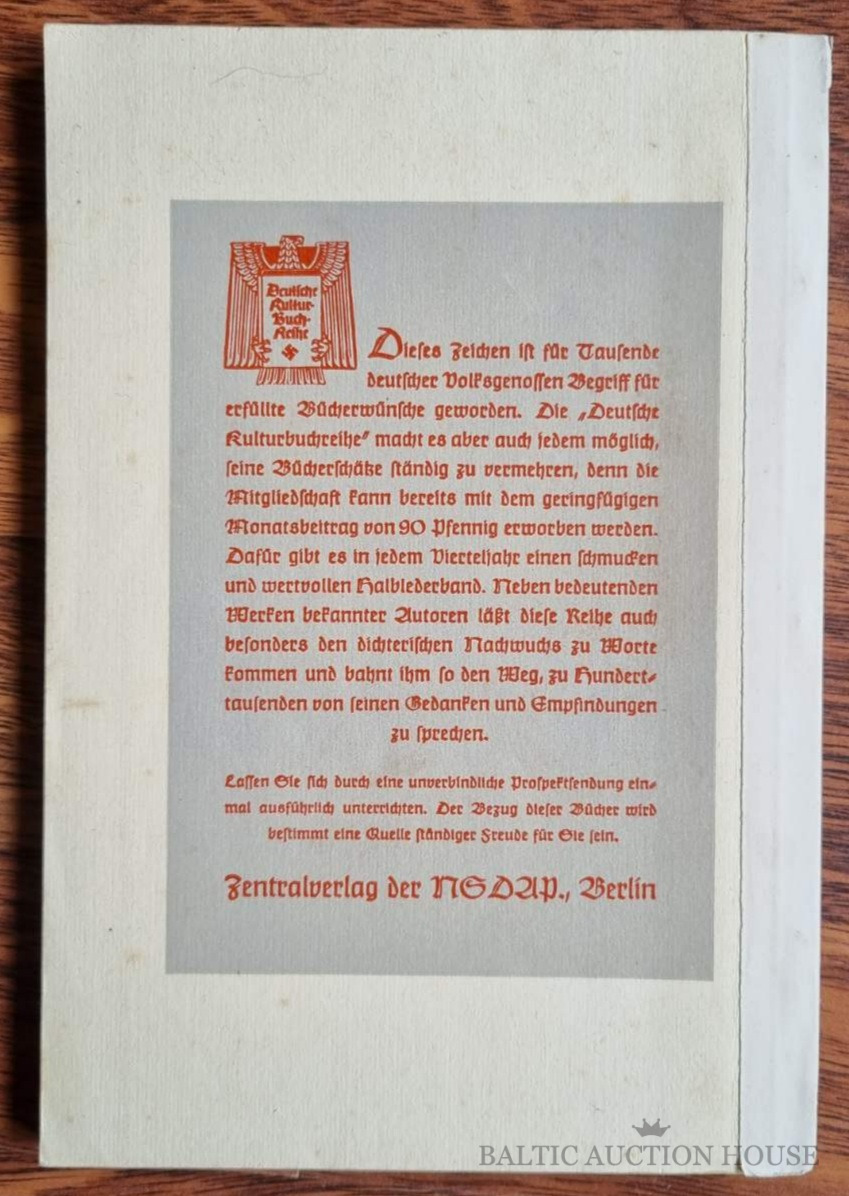 Deutsche
Kultur-
Buch-
Reihe
Dieses Zeichen ist für Tausende
deutscher Volksgenossen Begriff für
erfüllte Bücherwünsche geworden. Die „Deutsche
Kulturbuchreihe“ macht es aber auch jedem möglich,
seine Bücherschätze ständig zu vermehren, denn die
Mitgliedschaft kann bereits mit dem geringfügigen
Monatsbeitrag von 90 Pfennig erworben werden.
Dafür gibt es in jedem Vierteljahr einen schmucken
und wertvollen Halblederband. Neben bedeutenden
Werken bekannter Autoren läßt diese Reihe auch
besonders den dichterischen Nachwuchs zu Worte
kommen und bahnt ihm so den Weg, zu Hundert-
tausenden von seinen Gedanken und Empfindungen
zu sprechen.
Lassen Sie sich durch eine unverbindliche Prospektsendung ein-
mal ausführlich unterrichten. Der Bezug dieser Bücher wird
bestimmt eine Quelle ständiger Freude für Sie sein.
Zentralverlag der NSDAP., Berlin
BALTIC AUCTION HOUSE